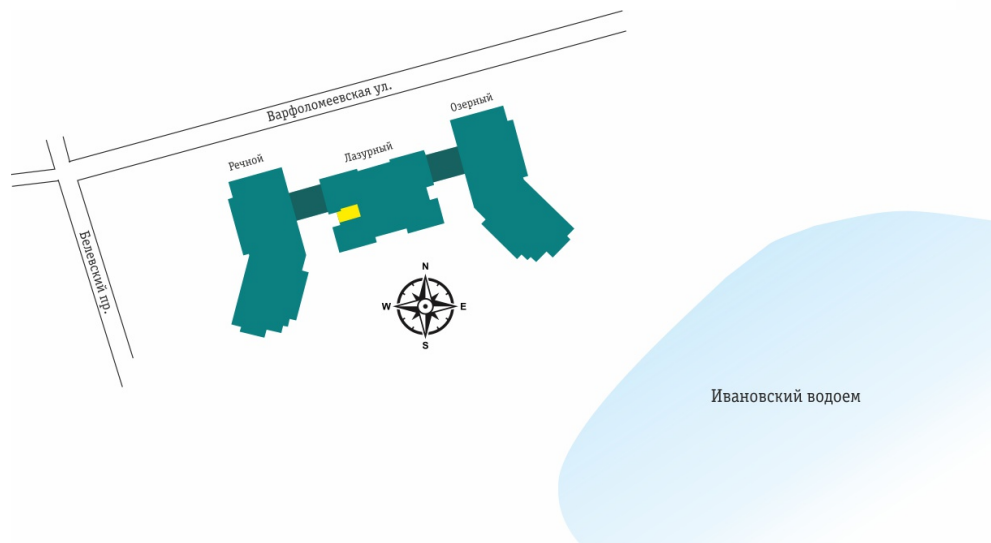 Варфоломеевская ул.
Озерный
Лазурный
Речной
Белевский пр.
N
W
E
S
Ивановский водоем